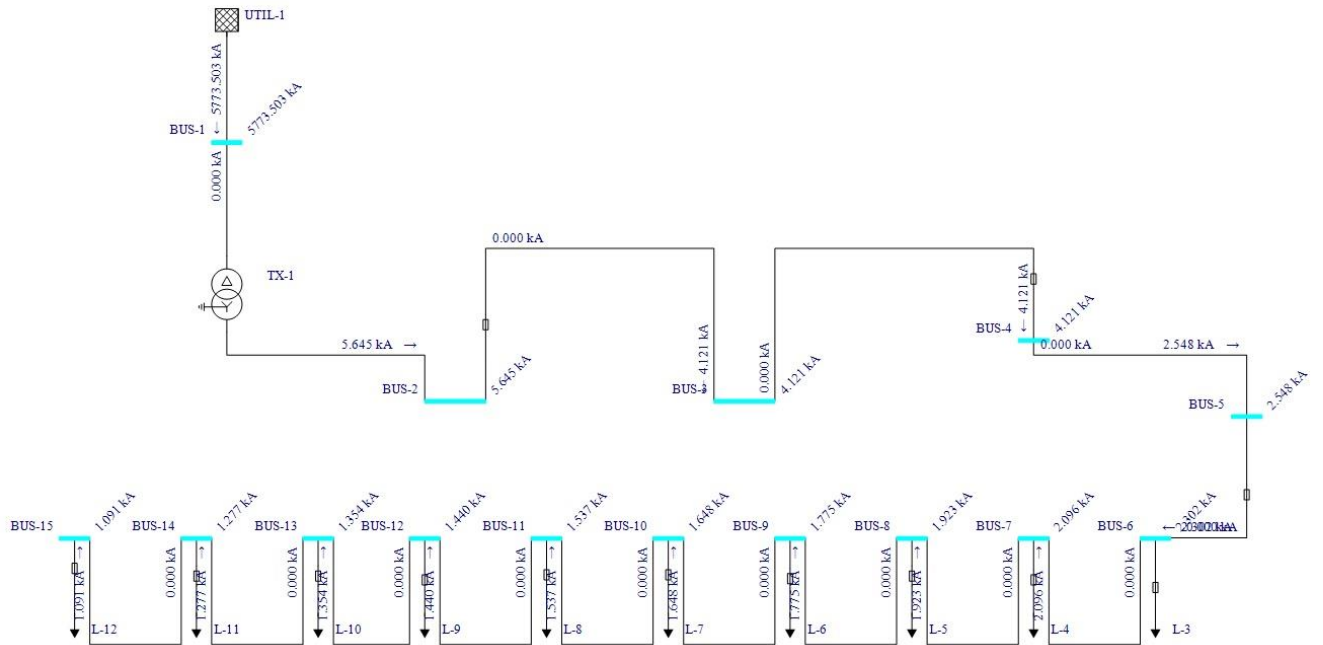 UTIL-1
← 5773.503 kA
BUS-1
5773.503 kA
0.000 kA
TX-1
5.645 kA →
BUS-2
5.645 kA
0.000 kA
← 4.121 kA
BUS-3
4.121 kA
0.000 kA
← 4.121 kA
BUS-4
4.121 kA
0.000 kA
2.548 kA →
BUS-5
2.548 kA
BUS-15
1.091 kA
BUS-14
1.277 kA
BUS-13
1.354 kA
BUS-12
1.440 kA
BUS-11
1.537 kA
BUS-10
1.648 kA
BUS-9
1.775 kA
BUS-8
1.923 kA
BUS-7
2.096 kA
BUS-6
1.091 kA →
0.000 kA
1.277 kA →
0.000 kA
1.354 kA →
0.000 kA
1.440 kA →
0.000 kA
1.537 kA →
0.000 kA
1.648 kA →
0.000 kA
1.775 kA →
0.000 kA
1.923 kA →
0.000 kA
2.096 kA →
0.000 kA
L-12
L-11
L-10
L-9
L-8
L-7
L-6
L-5
L-4
L-3